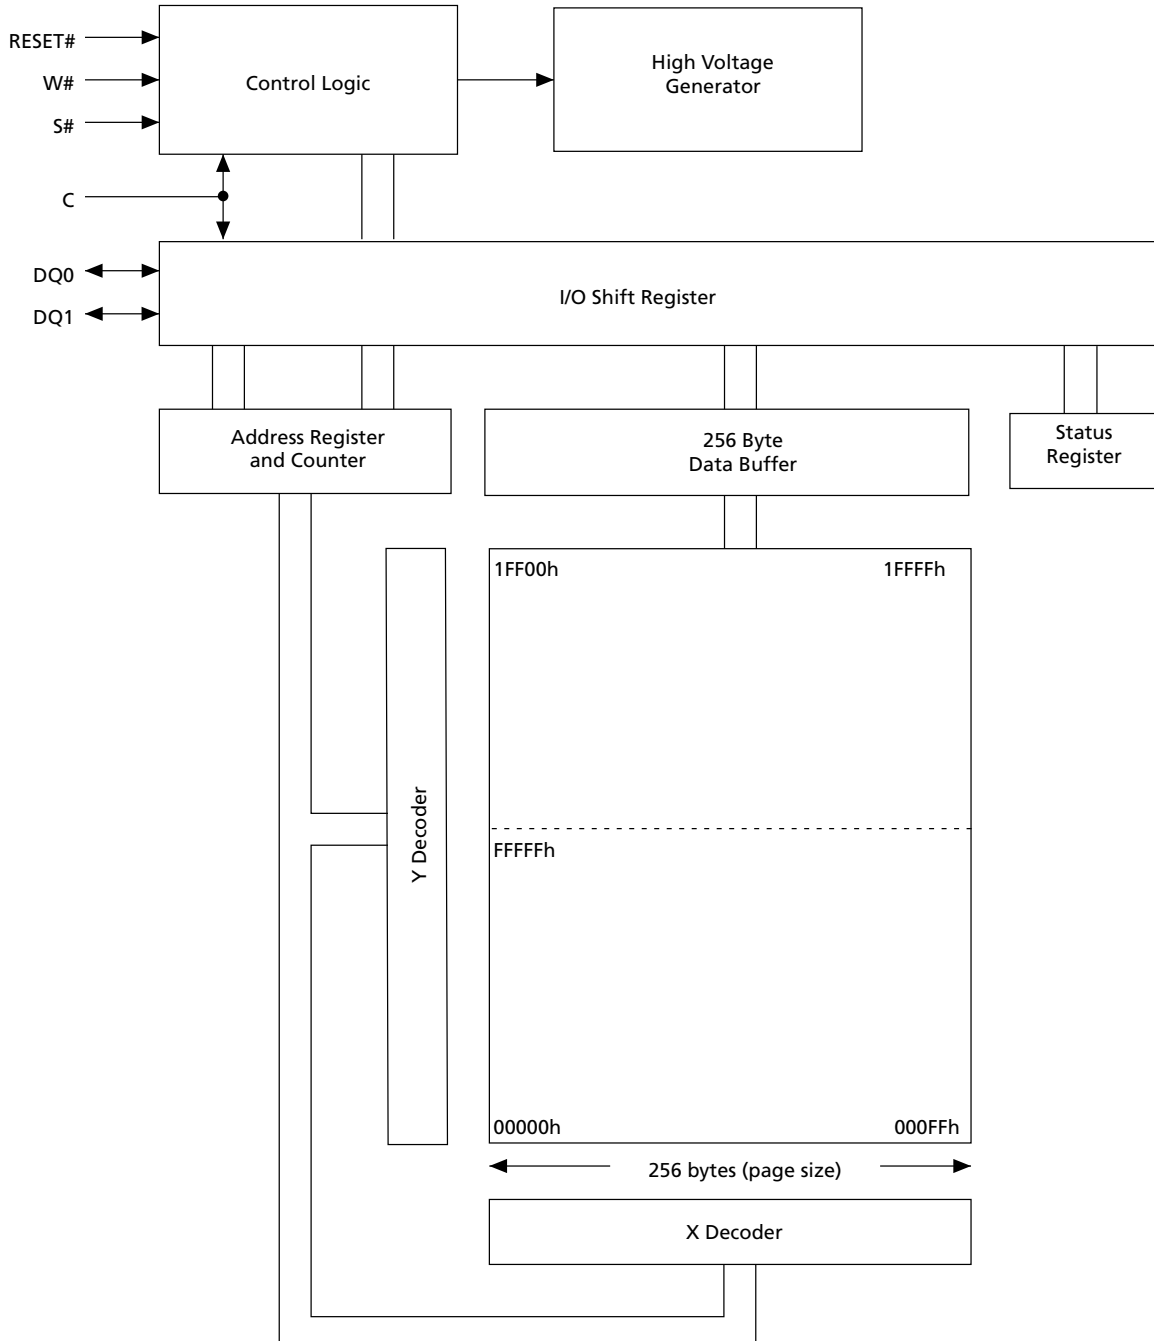 RESET#
W#
S#
C
DQ0
DQ1
Control Logic
High Voltage
Generator
I/O Shift Register
Address Register
and Counter
256 Byte
Data Buffer
Status
Register
Y Decoder
1FF00h
1FFFFh
FFFFFh
00000h
000FFh
256 bytes (page size)
X Decoder